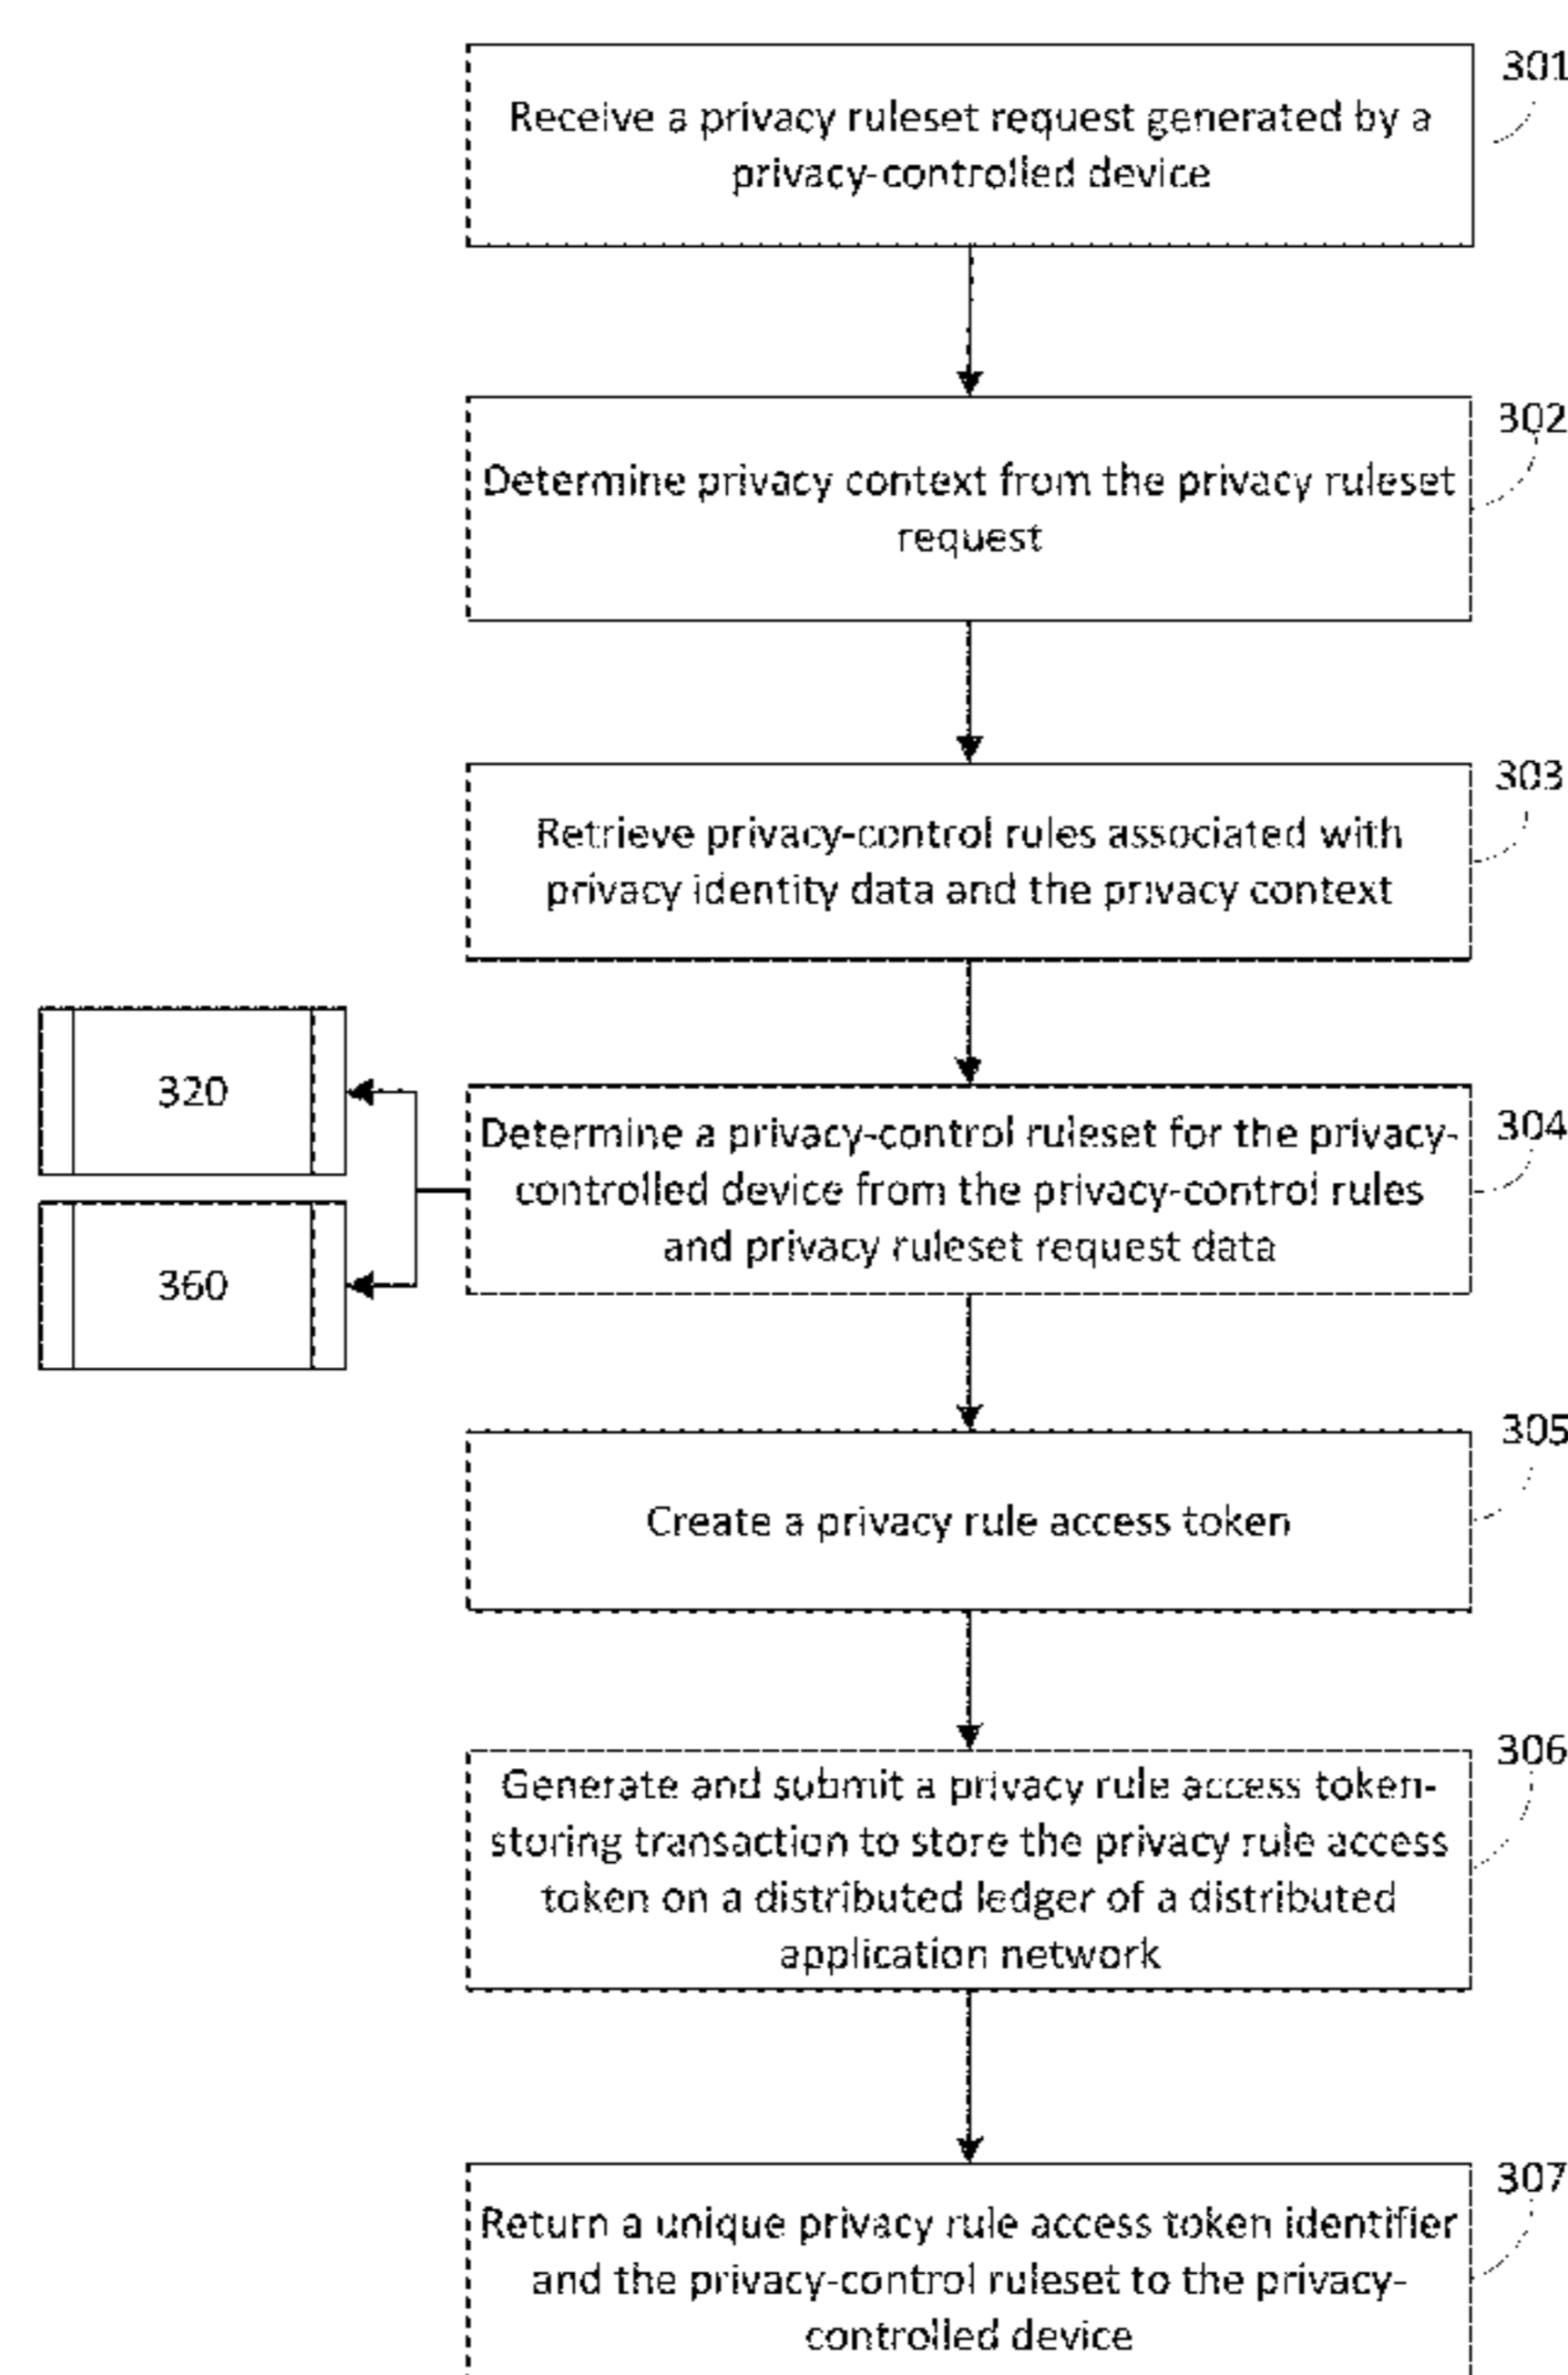 301
Receive a privacy ruleset request generated by a
privacy-controlled device
302
Determine privacy context from the privacy ruleset
request
303
Retrieve privacy-control rules associated with
privacy identity data and the privacy context
320
304
Determine a privacy-control ruleset for the privacy-
controlled device from the privacy-control rules
and privacy ruleset request data
360
305
Create a privacy rule access token
306
Generate and submit a privacy rule access token-
storing transaction to store the privacy rule access
token on a distributed ledger of a distributed
application network
307
Return a unique privacy rule access token identifier
and the privacy-control ruleset to the privacy-
controlled device